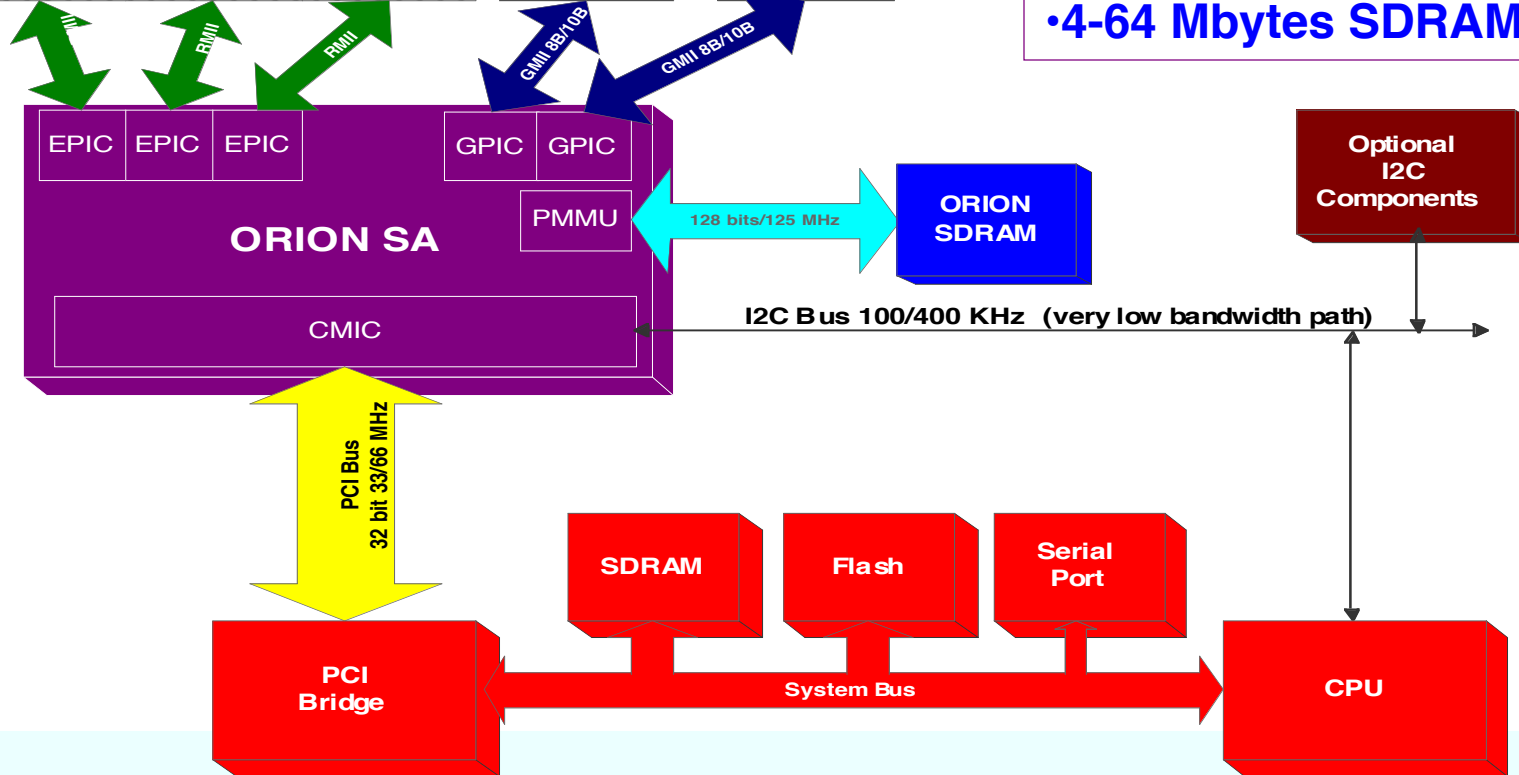 •4-64 Mbytes SDRAM
RMII
RMII
GMII 8B/10B
GMII 8B/10B
EPIC
EPIC
EPIC
GPIC
GPIC
PMMU
ORION SA
128 bits/125 MHz
ORION
SDRAM
Optional
I2C
Components
CMIC
I2C Bus 100/400 KHz (very low bandwidth path)
PCI Bus
32 bit 33/66 MHz
SDRAM
Flash
Serial
Port
PCI
Bridge
System Bus
CPU